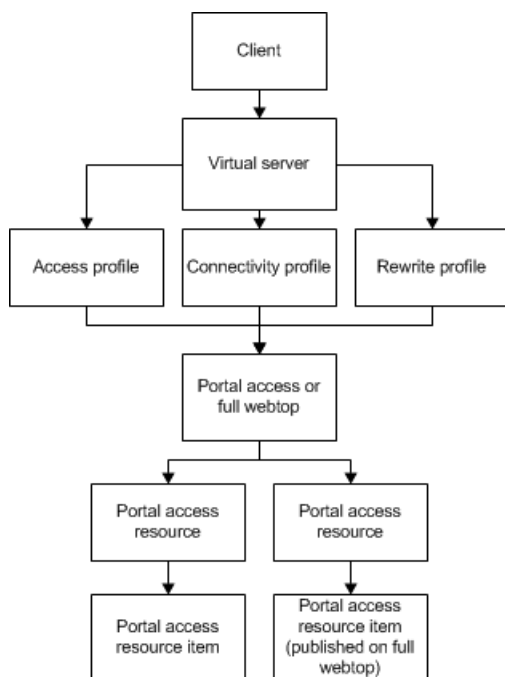 Client
Virtual server
Access profile
Connectivity profile
Rewrite profile
Portal access or
full webtop
Portal access
resource
Portal access
resource
Portal access
resource item
Portal access
resource item
(published on full
webtop)